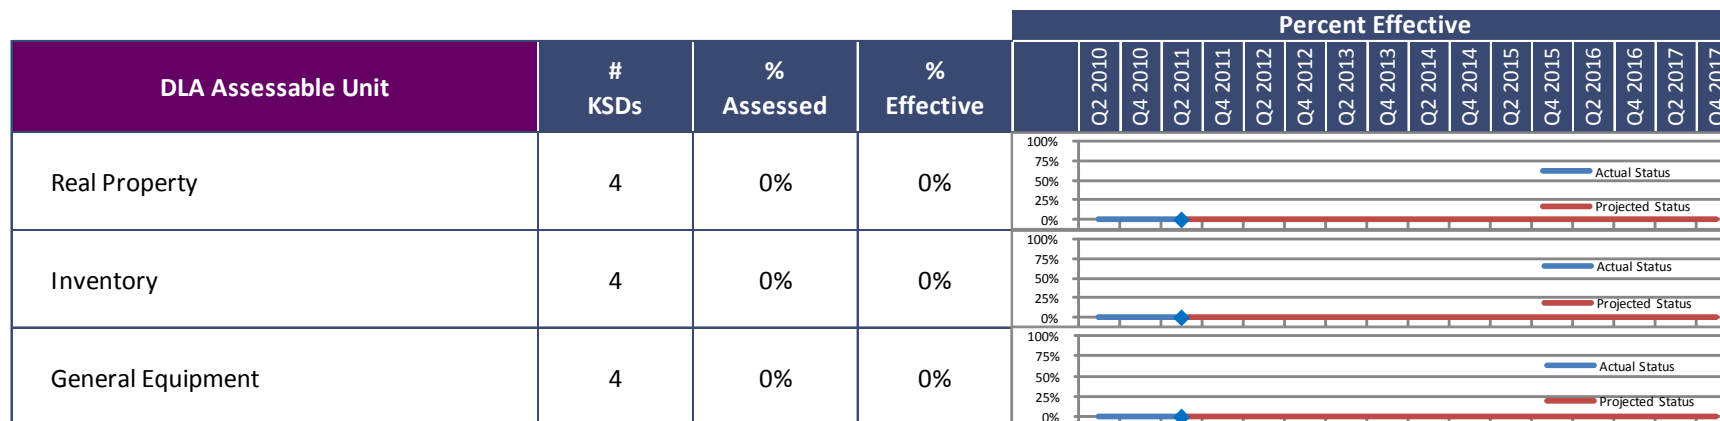 Percent Effective
DLA Assessable Unit
#
KSDs
%
Assessed
%
Effective
Q2 2010
Q4 2010
Q2 2011
Q4 2011
Q2 2012
Q4 2012
Q2 2013
Q4 2013
Q2 2014
Q4 2014
Q2 2015
Q4 2015
Q2 2016
Q4 2016
Q2 2017
Q4 2017
Real Property
4
0%
0%
100%
75%
50%
25%
0%
Actual Status
Projected Status
Inventory
4
0%
0%
100%
75%
50%
25%
0%
Actual Status
Projected Status
General Equipment
4
0%
0%
100%
75%
50%
25%
0%
Actual Status
Projected Status